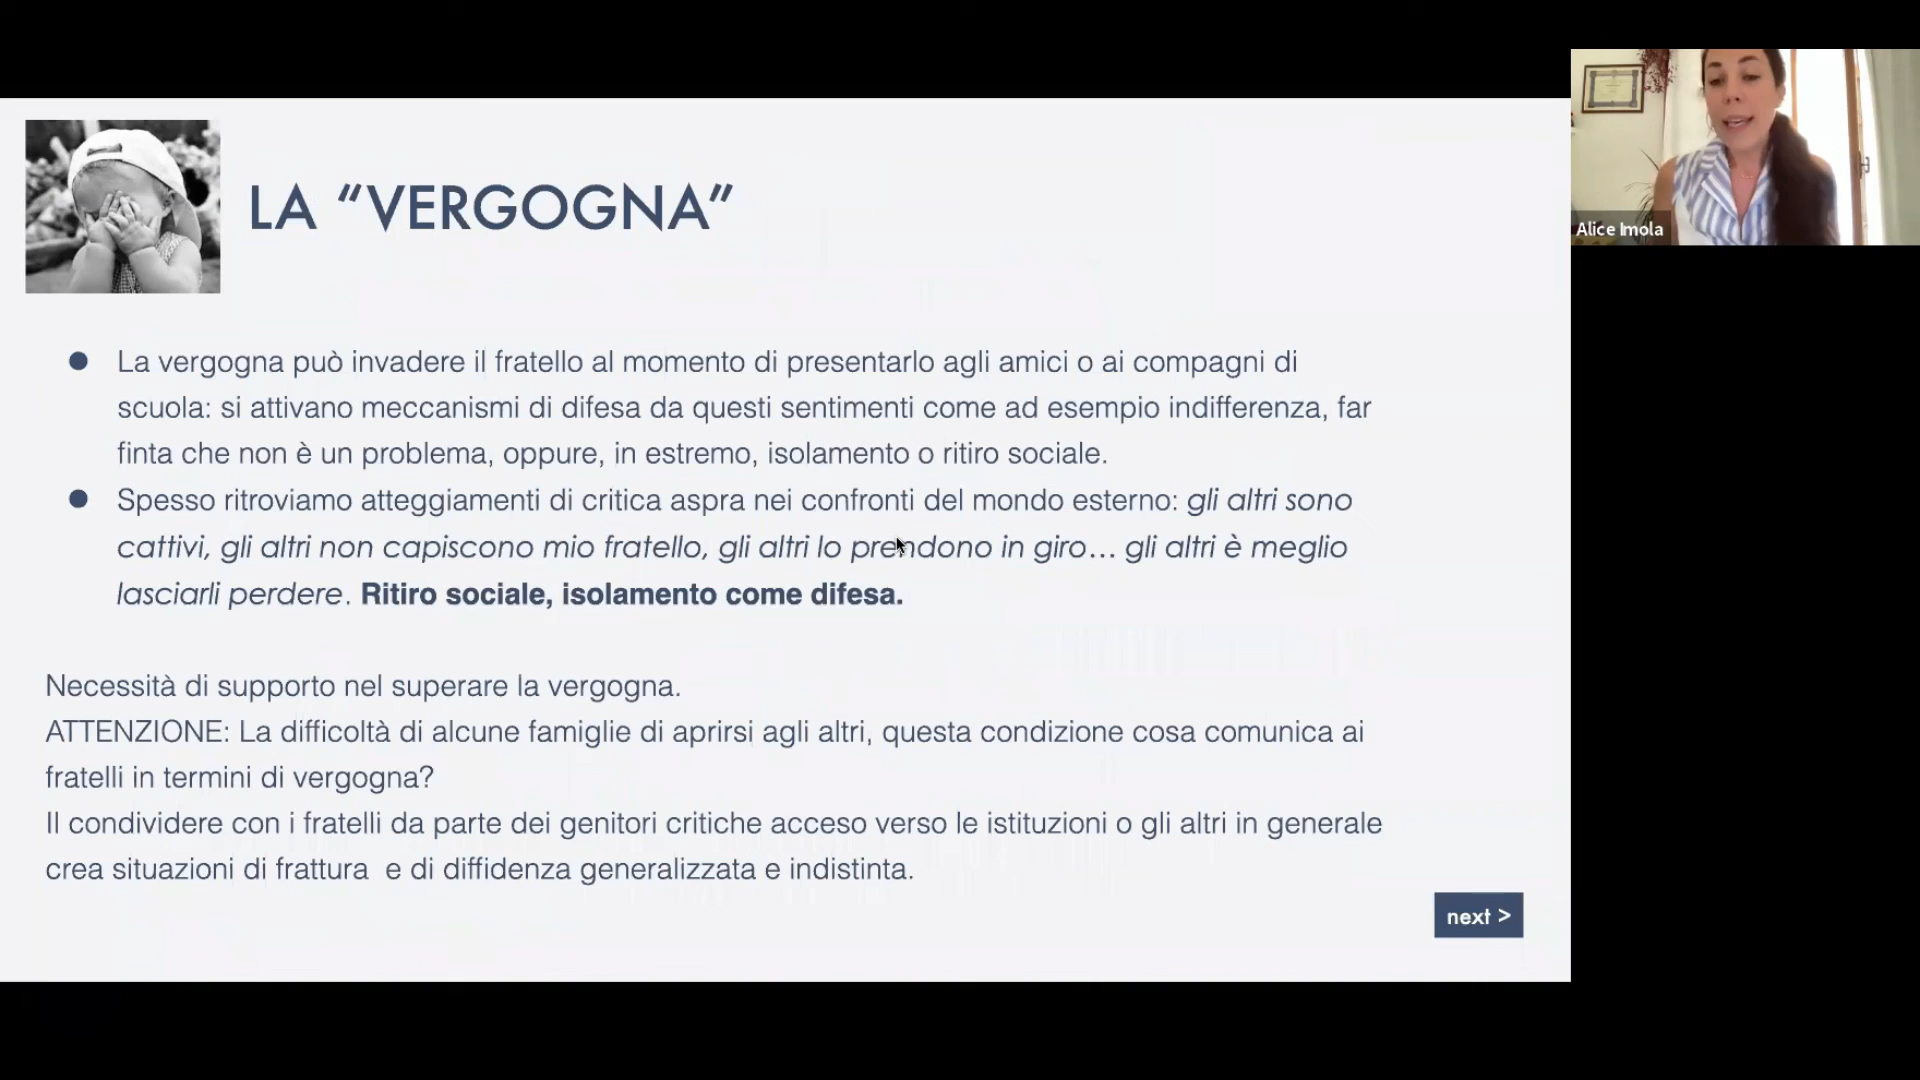 LA “VERGOGNA”
Alice Imola
● La vergogna può invadere il fratello al momento di presentarlo agli amici o ai compagni di
scuola: si attivano meccanismi di difesa da questi sentimenti come ad esempio indifferenza, far
finta che non è un problema, oppure, in estremo, isolamento o ritiro sociale.
● Spesso ritroviamo atteggiamenti di critica aspra nei confronti del mondo esterno: gli altri sono
cattivi, gli altri non capiscono mio fratello, gli altri lo prendono in giro... gli altri è meglio
lasciarli perdere. Ritiro sociale, isolamento come difesa.
Necessità di supporto nel superare la vergogna.
ATTENZIONE: La difficoltà di alcune famiglie di aprirsi agli altri, questa condizione cosa comunica ai
fratelli in termini di vergogna?
Il condividere con i fratelli da parte dei genitori critiche acceso verso le istituzioni o gli altri in generale
crea situazioni di frattura  e di diffidenza generalizzata e indistinta.
next >